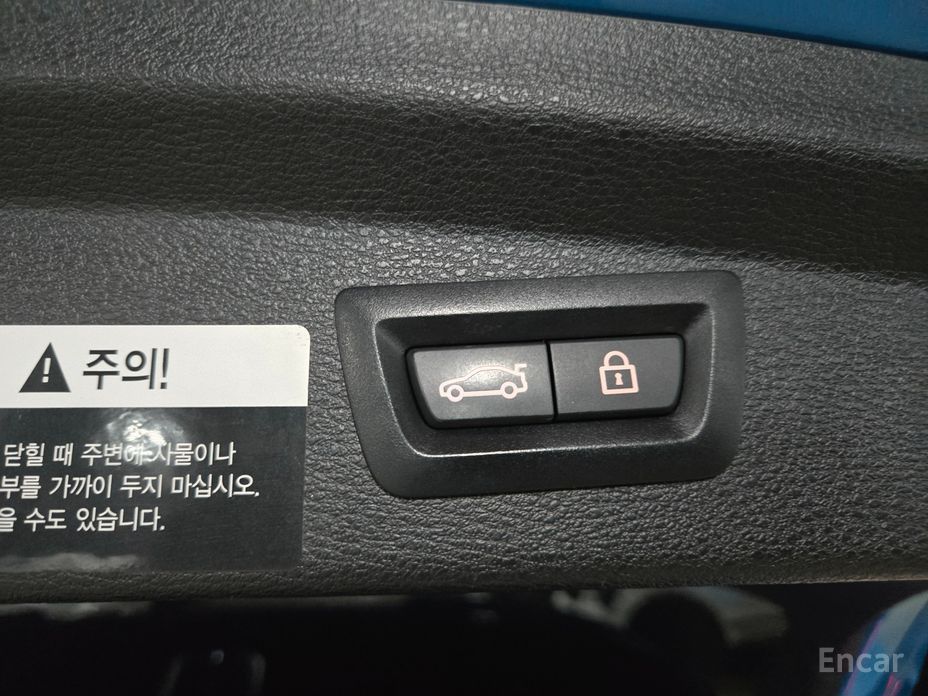 주의!
닫힐 때 주변에 사물이나
부를 가까이 두지 마십시오.
을 수도 있습니다.
Encar